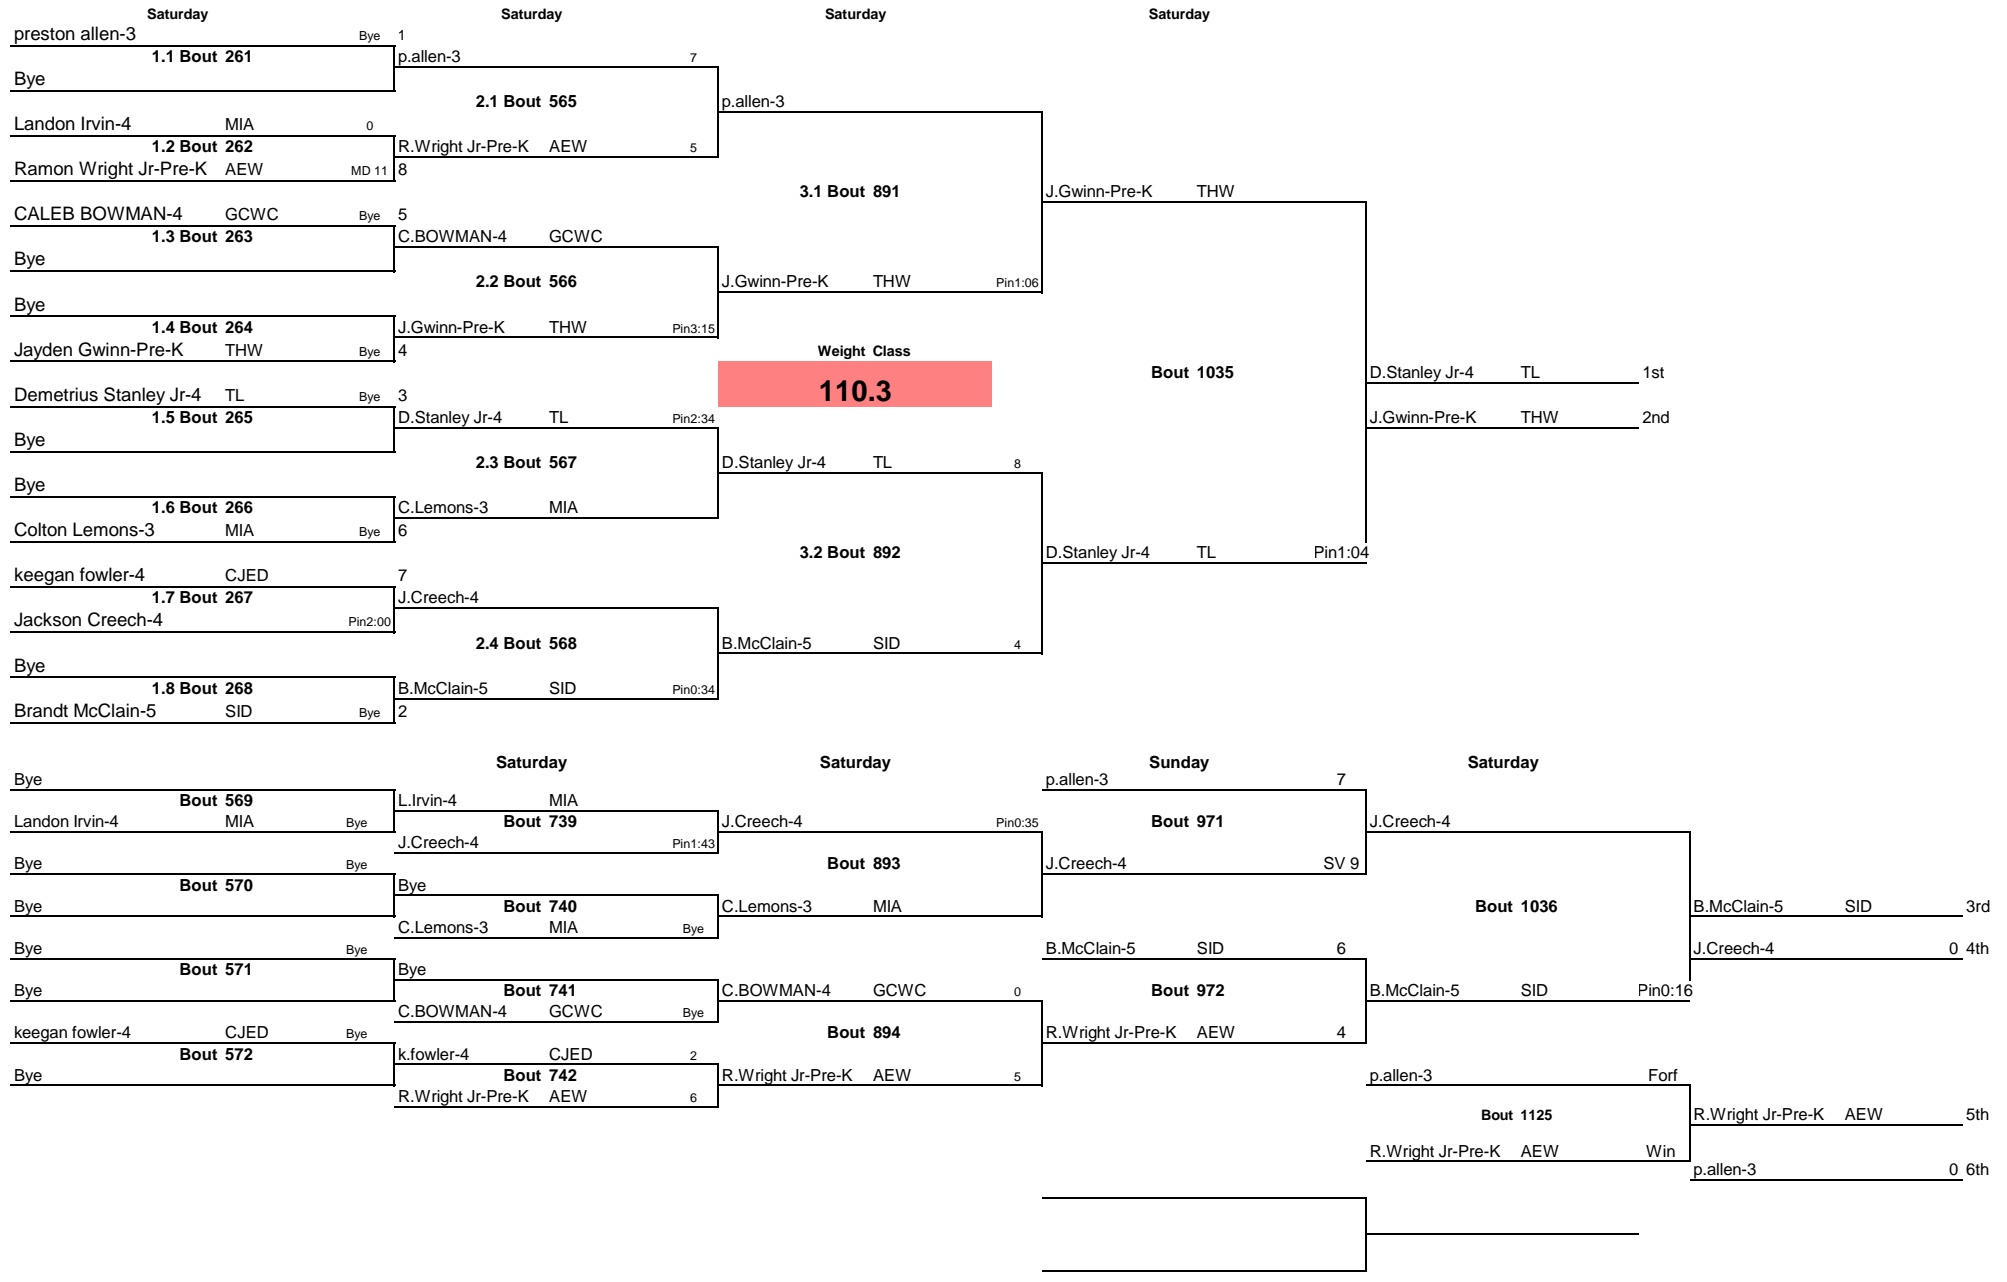 Saturday Saturday Saturday Saturday
preston allen-3 Bye 1
1.1 Bout 261 p.allen-3 7
Bye
2.1 Bout 565 p.allen-3
Landon Irvin-4 MIA 0
1.2 Bout 262 R.Wright Jr-Pre-K AEW 5
Ramon Wright Jr-Pre-K AEW MD 11 8
3.1 Bout 891 J.Gwinn-Pre-K THW
CALEB BOWMAN-4 GCWC Bye 5
1.3 Bout 263 C.BOWMAN-4 GCWC
Bye
2.2 Bout 566 J.Gwinn-Pre-K THW Pin1:06
Bye
1.4 Bout 264 J.Gwinn-Pre-K THW Pin3:15
Jayden Gwinn-Pre-K THW Bye 4 Weight Class
Bout 1035 D.Stanley Jr-4 TL 1st
Demetrius Stanley Jr-4 TL Bye 3 110.3
1.5 Bout 265 D.Stanley Jr-4 TL Pin2:34 J.Gwinn-Pre-K THW 2nd
Bye
2.3 Bout 567 D.Stanley Jr-4 TL 8
Bye
1.6 Bout 266 C.Lemons-3 MIA
Colton Lemons-3 MIA Bye 6
3.2 Bout 892 D.Stanley Jr-4 TL Pin1:04
keegan fowler-4 CJED 7
1.7 Bout 267 J.Creech-4
Jackson Creech-4 Pin2:00
2.4 Bout 568 B.McClain-5 SID 4
Bye
1.8 Bout 268 B.McClain-5 SID Pin0:34
Brandt McClain-5 SID Bye 2
Saturday Saturday Sunday Saturday
Bye p.allen-3 7
Bout 569 L.Irvin-4 MIA
Landon Irvin-4 MIA Bye Bout 739 J.Creech-4 Pin0:35 Bout 971 J.Creech-4
J.Creech-4 Pin1:43
Bye Bye Bout 893 J.Creech-4 SV 9
Bout 570 Bye
Bye Bout 740 C.Lemons-3 MIA Bout 1036 B.McClain-5 SID 3rd
C.Lemons-3 MIA Bye
Bye Bye B.McClain-5 SID 6 J.Creech-4 0 4th
Bout 571 Bye
Bye Bout 741 C.BOWMAN-4 GCWC 0 Bout 972 B.McClain-5 SID Pin0:16
C.BOWMAN-4 GCWC Bye
keegan fowler-4 CJED Bye Bout 894 R.Wright Jr-Pre-K AEW 4
Bout 572 k.fowler-4 CJED 2
Bye Bout 742 R.Wright Jr-Pre-K AEW 5 p.allen-3 Forf
R.Wright Jr-Pre-K AEW 6
Bout 1125 R.Wright Jr-Pre-K AEW 5th
R.Wright Jr-Pre-K AEW Win
p.allen-3 0 6th